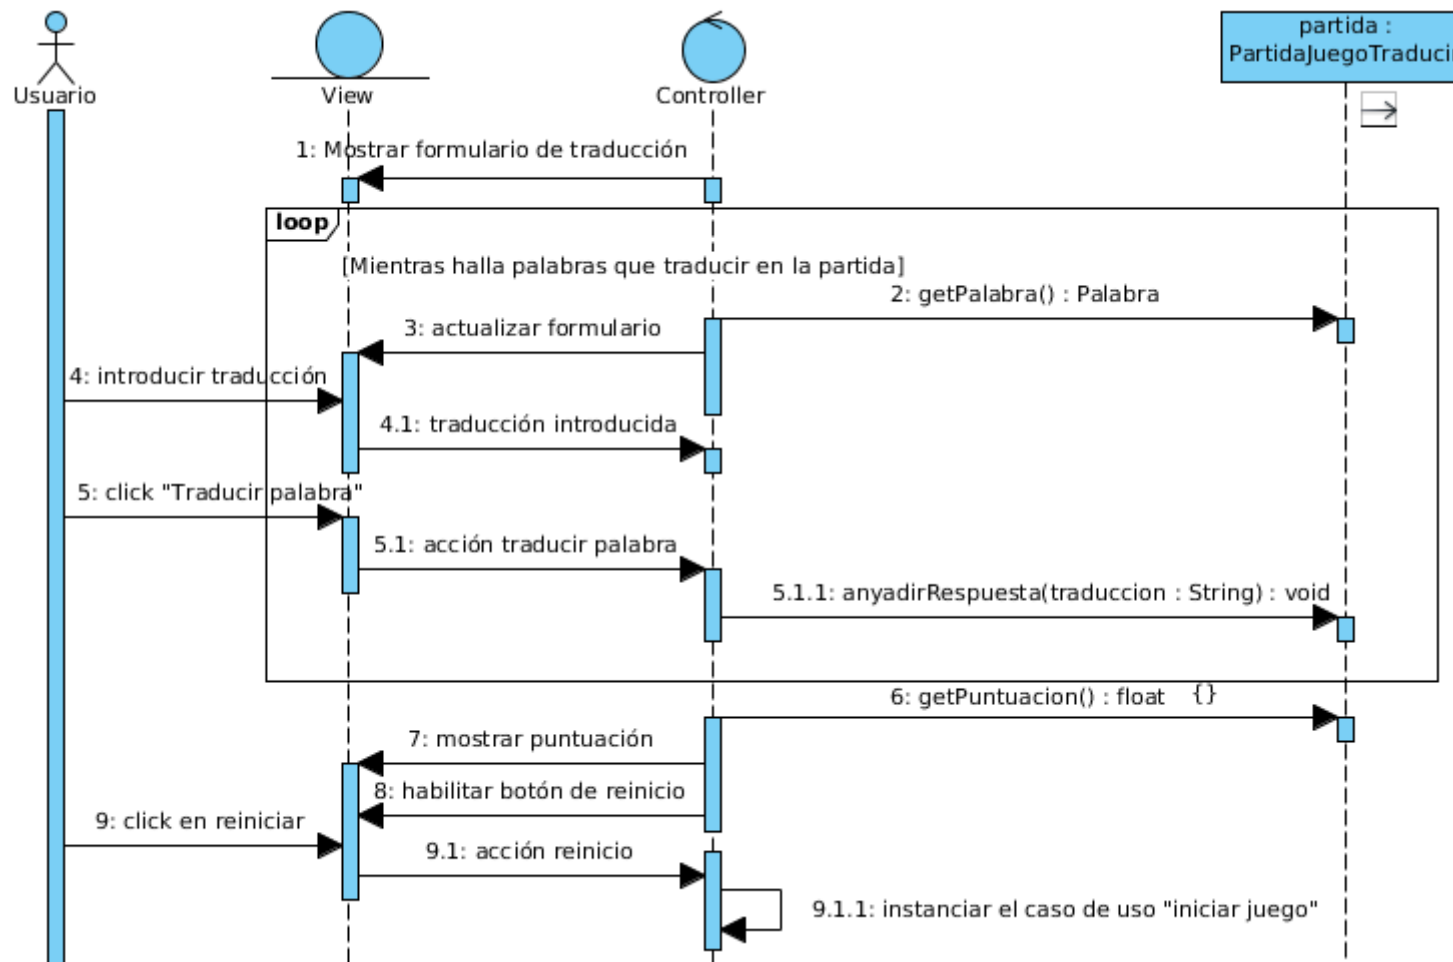 partida :
PartidaJuegoTraducir
Usuario
View
Controller
1: Mostrar formulario de traducción
loop
[Mientras halla palabras que traducir en la partida]
2: getPalabra() : Palabra
3: actualizar formulario
4: introducir traducción
4.1: traducción introducida
5: click "Traducir palabra"
5.1: acción traducir palabra
5.1.1: anyadirRespuesta(traduccion : String) : void
6: getPuntuacion() : float {}
7: mostrar puntuación
8: habilitar botón de reinicio
9: click en reiniciar
9.1: acción reinicio
9.1.1: instanciar el caso de uso "iniciar juego"